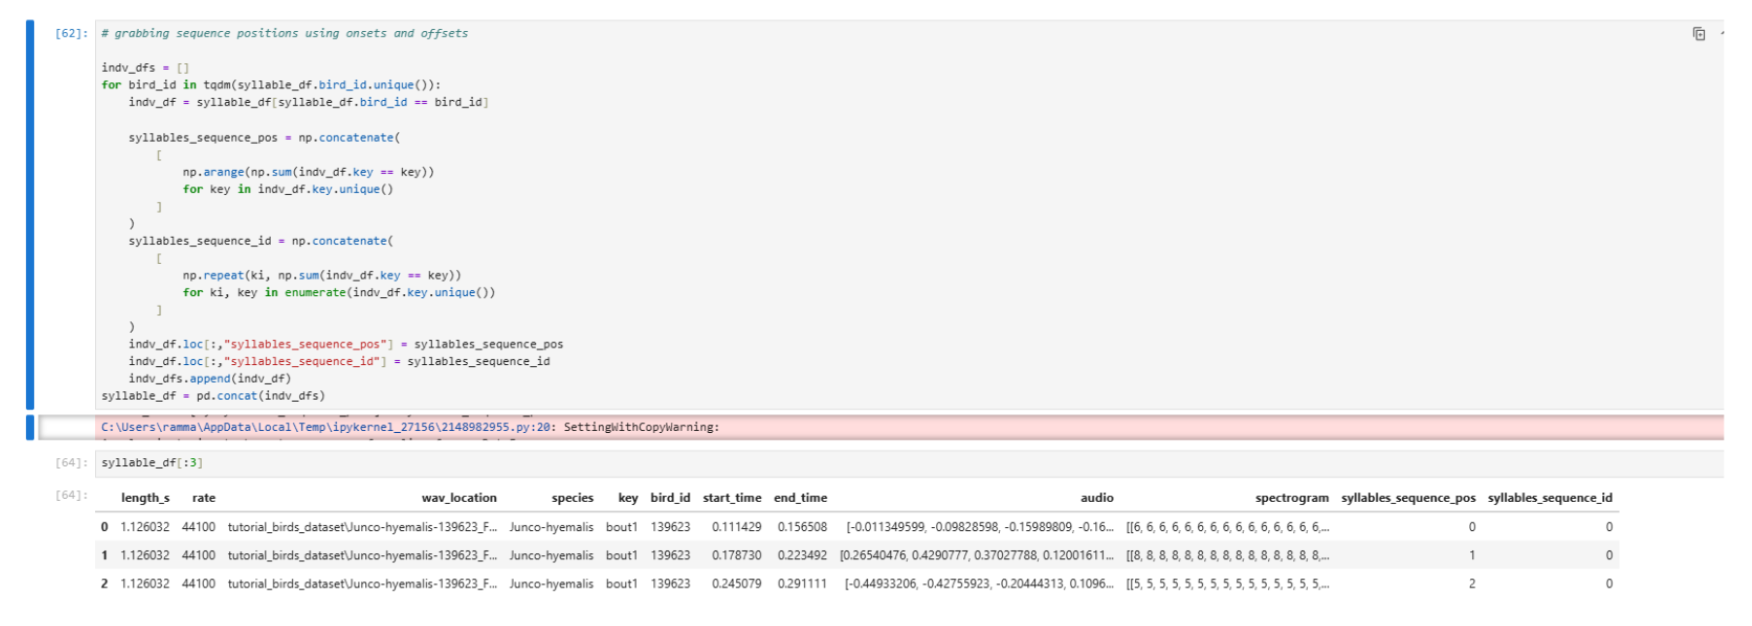 [62]: # grabbing sequence positions using onsets and offsets
indv_dfs = []
for bird_id in tqdm(syllable_df.bird_id.unique()):
    indv_df = syllable_df[syllable_df.bird_id == bird_id]
    syllables_sequence_pos = np.concatenate(
        [
            np.arange(np.sum(indv_df.key == key))
            for key in indv_df.key.unique()
        ]
    )
    syllables_sequence_id = np.concatenate(
        [
            np.repeat(ki, np.sum(indv_df.key == key))
            for ki, key in enumerate(indv_df.key.unique())
        ]
    )
    indv_df.loc[:,"syllables_sequence_pos"] = syllables_sequence_pos
    indv_df.loc[:,"syllables_sequence_id"] = syllables_sequence_id
    indv_dfs.append(indv_df)
syllable_df = pd.concat(indv_dfs)
C:\Users\ramma\AppData\Local\Temp\ipykernel_27156\2148982955.py:20: SettingWithCopyWarning:
[64]: syllable_df[:3]
[64]: length_s rate wav_location species key bird_id start_time end_time audio spectrogram syllables_sequence_pos syllables_sequence_id
0 1.126032 44100 tutorial_birds_dataset\Junco-hyemalis-139623_F... Junco-hyemalis bout1 139623 0.111429 0.156508 [-0.011349599, -0.09828598, -0.15989809, -0.16... [[6, 6, 6, 6, 6, 6, 6, 6, 6, 6, 6, 6, 6, 6, 6,... 0 0
1 1.126032 44100 tutorial_birds_dataset\Junco-hyemalis-139623_F... Junco-hyemalis bout1 139623 0.178730 0.223492 [0.26540476, 0.4290777, 0.37027788, 0.12001611... [[8, 8, 8, 8, 8, 8, 8, 8, 8, 8, 8, 8, 8, 8, 8,... 1 0
2 1.126032 44100 tutorial_birds_dataset\Junco-hyemalis-139623_F... Junco-hyemalis bout1 139623 0.245079 0.291111 [-0.44933206, -0.42755923, -0.20444313, 0.1096... [[5, 5, 5, 5, 5, 5, 5, 5, 5, 5, 5, 5, 5, 5, 5,... 2 0